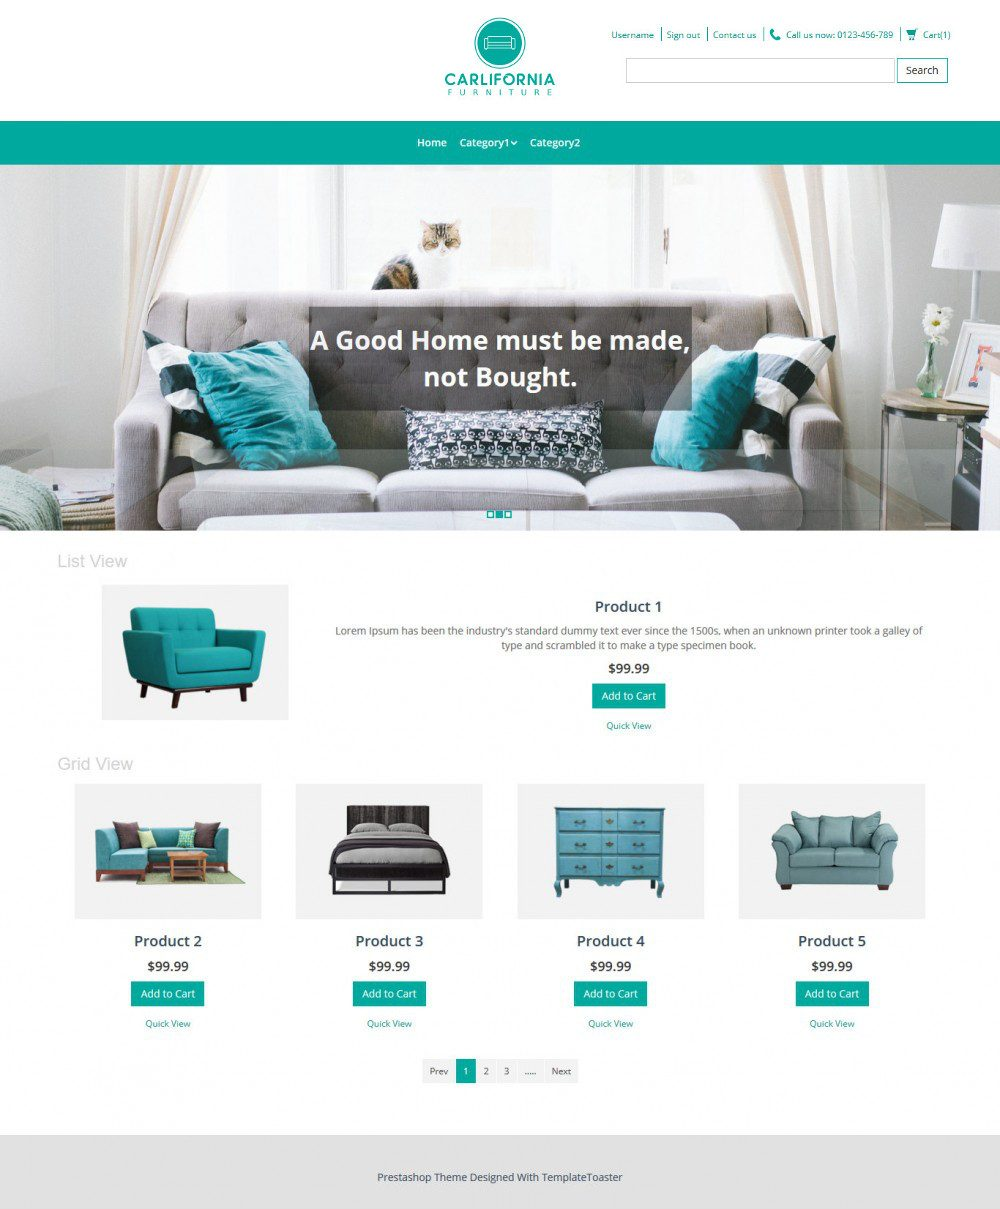 CARLIFORNIA
FURNITURE
Username
Sign out
Contact us
Call us now: 0123-456-789
Cart(1)
Search
Home
Category1
Category2
A Good Home must be made,
not Bought.
List View
Product 1
Lorem Ipsum has been the industry's standard dummy text ever since the 1500s, when an unknown printer took a galley of
type and scrambled it to make a type specimen book.
$99.99
Add to Cart
Quick View
Grid View
Product 2
$99.99
Add to Cart
Quick View
Product 3
$99.99
Add to Cart
Quick View
Product 4
$99.99
Add to Cart
Quick View
Product 5
$99.99
Add to Cart
Quick View
Prev 1 2 3 ..... Next
Prestashop Theme Designed With TemplateToaster